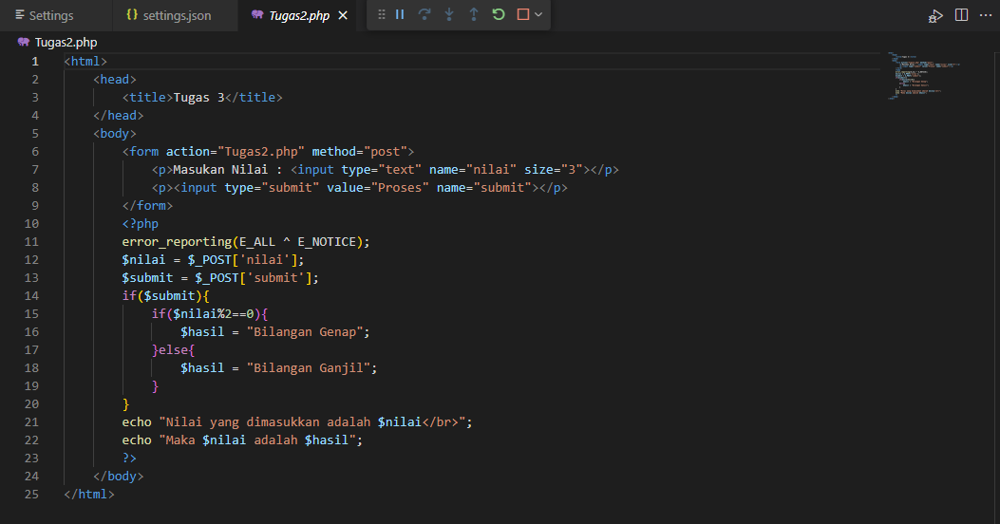 Settings
{} settings.json
Tugas2.php
Tugas2.php
1 <html>
2 <head>
3 <title>Tugas 3</title>
4 </head>
5 <body>
6 <form action="Tugas2.php" method="post">
7 <p>Masukan Nilai : <input type="text" name="nilai" size="3"></p>
8 <p><input type="submit" value="Proses" name="submit"></p>
9 </form>
10 <?php
11 error_reporting(E_ALL ^ E_NOTICE);
12 $nilai = $_POST['nilai'];
13 $submit = $_POST['submit'];
14 if($submit){
15 if($nilai%2==0){
16 $hasil = "Bilangan Genap";
17 }else{
18 $hasil = "Bilangan Ganjil";
19 }
20 }
21 echo "Nilai yang dimasukkan adalah $nilai</br>";
22 echo "Maka $nilai adalah $hasil";
23 ?>
24 </body>
25 </html>